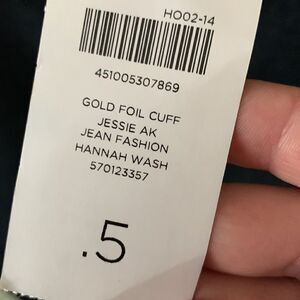 HO02-14
451005307869
GOLD FOIL CUFF
JESSIE AK
JEAN FASHION
HANNAH WASH
570123357
.5